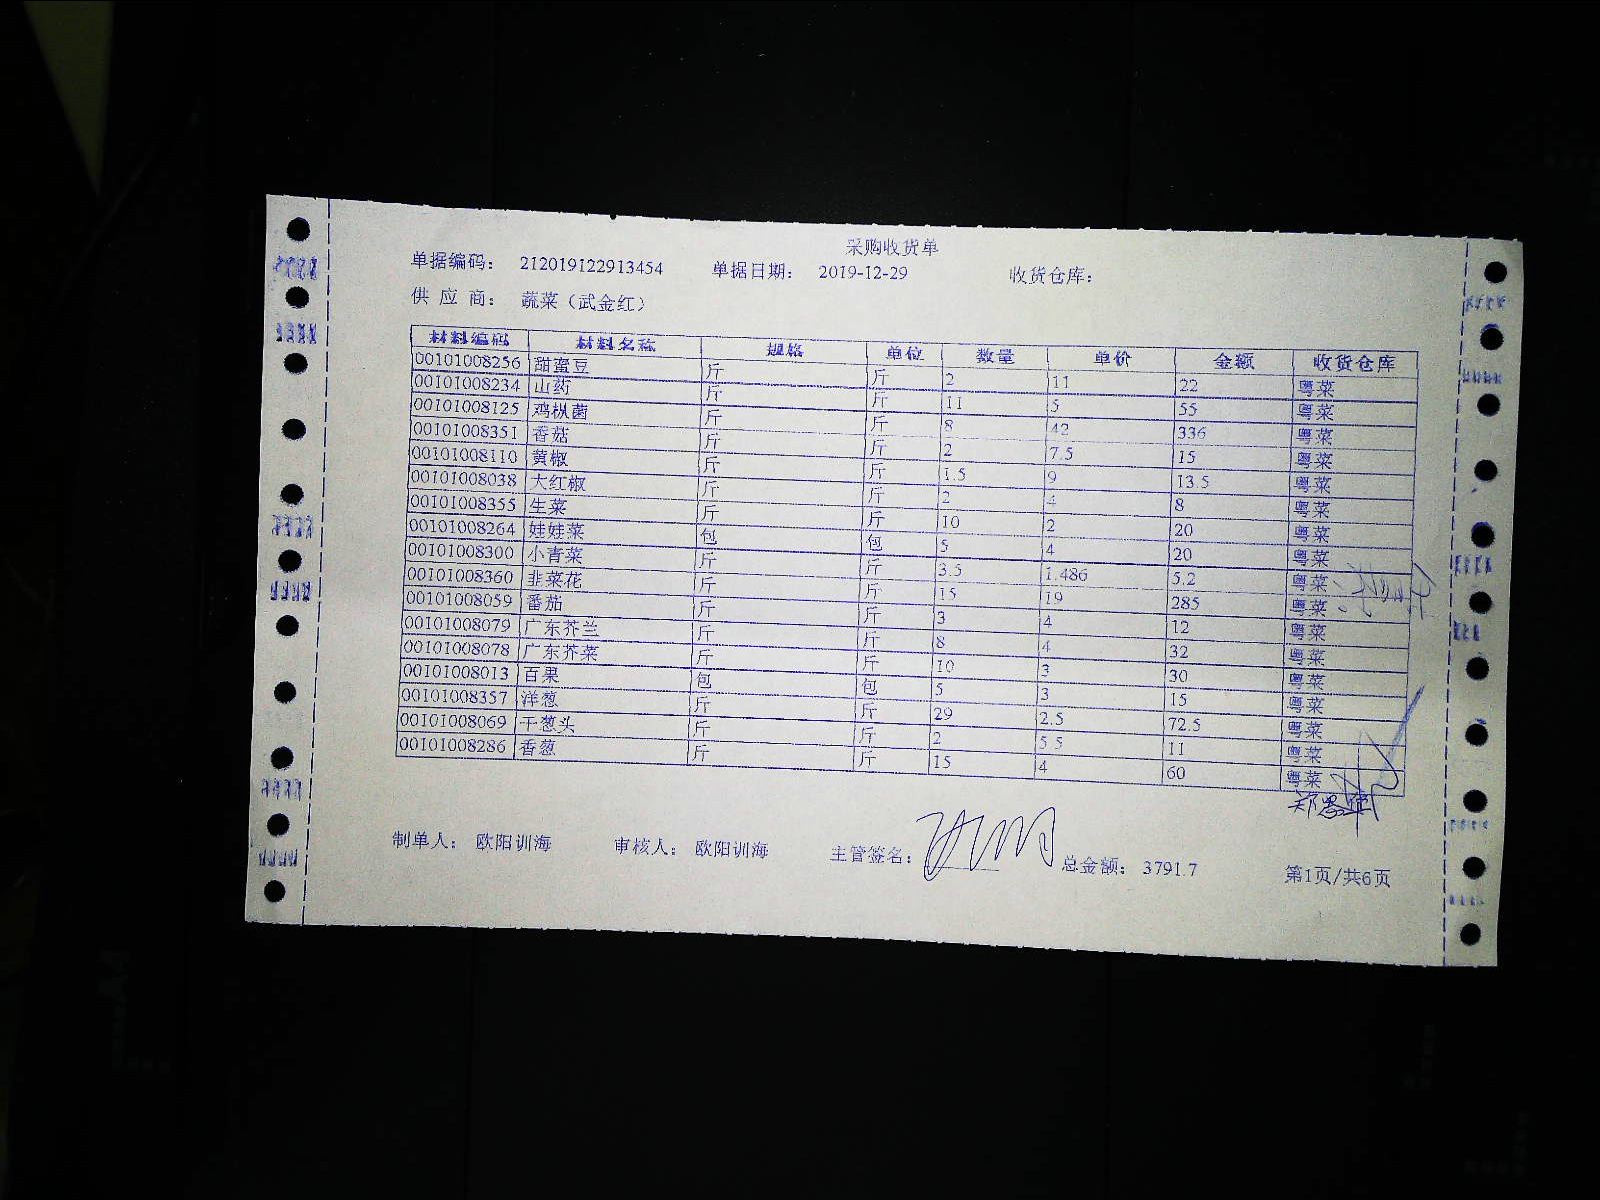 采购收货单
单据编码： 212019122913454 单据日期： 2019-12-29 收货仓库：
供 应 商： 蔬菜（武金红）
材料编码 材料名称 规格 单位 数量 单价 金额 收货仓库
00101008256 甜蜜豆 斤 斤 2 11 22 粤菜
00101008234 山药 斤 斤 11 5 55 粤菜
00101008125 鸡枞菌 斤 斤 8 42 336 粤菜
00101008351 香菇 斤 斤 2 7.5 15 粤菜
00101008110 黄椒 斤 斤 1.5 9 13.5 粤菜
00101008038 大红椒 斤 斤 2 4 8 粤菜
00101008355 生菜 斤 斤 10 2 20 粤菜
00101008264 娃娃菜 包 包 5 4 20 粤菜
00101008300 小青菜 斤 斤 3.5 1.486 5.2 粤菜
00101008360 韭菜花 斤 斤 15 19 285 粤菜
00101008059 番茄 斤 斤 3 4 12 粤菜
00101008079 广东芥兰 斤 斤 8 4 32 粤菜
00101008078 广东芥菜 斤 斤 10 3 30 粤菜
00101008013 百果 包 包 5 3 15 粤菜
00101008357 洋葱 斤 斤 29 2.5 72.5 粤菜
00101008069 干葱头 斤 斤 2 5.5 11 粤菜
00101008286 香葱 斤 斤 15 4 60 粤菜
制单人： 欧阳训海 审核人： 欧阳训海 主管签名： 总金额： 3791.7 第1页/共6页